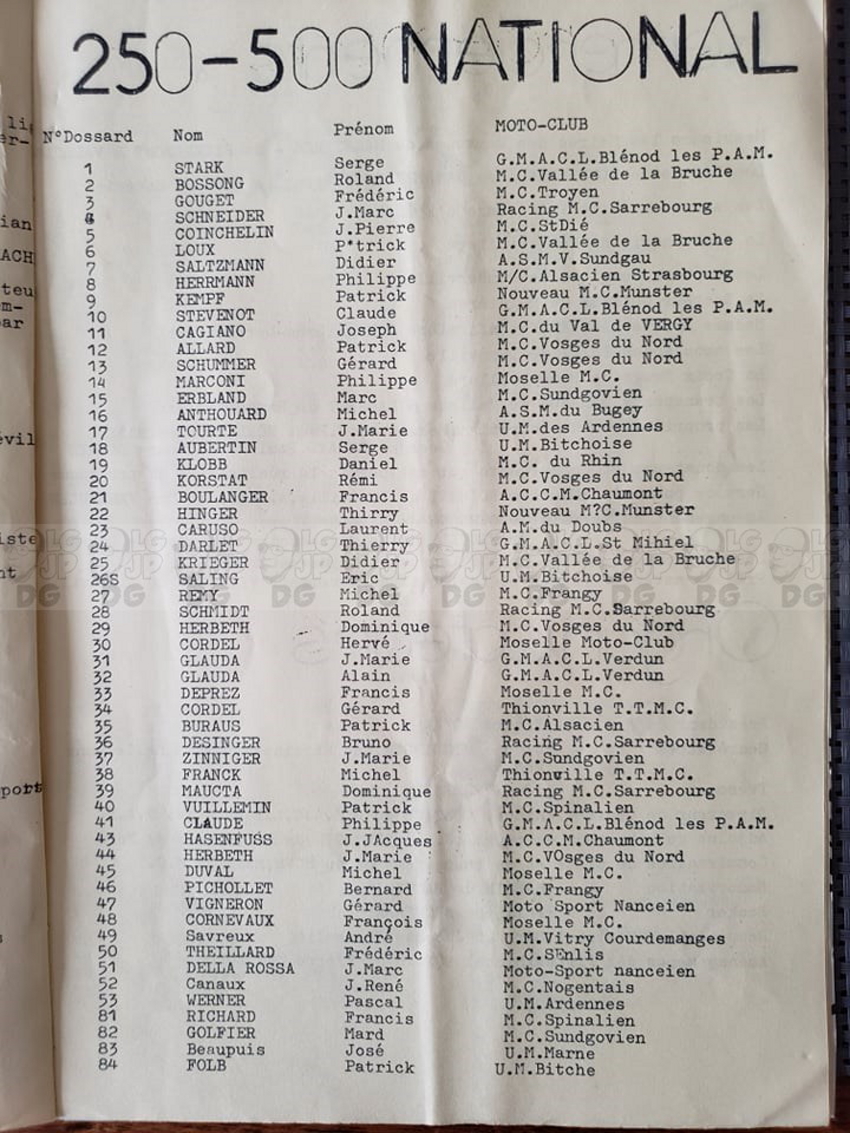 250-500 NATIONAL
N°Dossard Nom Prénom MOTO-CLUB
1 STARK Serge G.M.A.C.L.Blénod les P.A.M.
2 BOSSONG Roland M.C.Vallée de la Bruche
3 GOUGET Frédéric M.C.Troyen
4 SCHNEIDER J.Marc Racing M.C.Sarrebourg
5 COINCHELIN J.Pierre M.C.StDié
6 LOUX P*trick M.C.Vallée de la Bruche
7 SALTZMANN Didier A.S.M.V.Sundgau
8 HERRMANN Philippe M/C.Alsacien Strasbourg
9 KEMPF Patrick Nouveau M.C.Munster
10 STEVENOT Claude G.M.A.C.L.Blénod les P.A.M.
11 CAGIANO Joseph M.C.du Val de VERGY
12 ALLARD Patrick M.C.Vosges du Nord
13 SCHUMMER Gérard M.C.Vosges du Nord
14 MARCONI Philippe Moselle M.C.
15 ERBLAND Marc M.C.Sundgovien
16 ANTHOUARD Michel A.S.M.du Bugey
17 TOURTE J.Marie U.M.des Ardennes
18 AUBERTIN Serge U.M.Bitchoise
19 KLOBB Daniel M.C. du Rhin
20 KORSTAT Rémi M.C.Vosges du Nord
21 BOULANGER Francis A.C.C.M.Chaumont
22 HINGER Thirry Nouveau M?C.Munster
23 CARUSO Laurent A.M.du Doubs
24 DARLET Thierry G.M.A.C.L.St Mihiel
25 KRIEGER Didier M.C.Vallée de la Bruche
26S SALING Eric U.M.Bitchoise
27 REMY Michel M.C.Frangy
28 SCHMIDT Roland Racing M.C.Sarrebourg
29 HERBETH Dominique M.C.Vosges du Nord
30 CORDEL Hervé Moselle Moto-Club
31 GLAUDA J.Marie G.M.A.C.L.Verdun
32 GLAUDA Alain G.M.A.C.L.Verdun
33 DEPREZ Francis Moselle M.C.
34 CORDEL Gérard Thionville T.T.M.C.
35 BURAUS Patrick M.C.Alsacien
36 DESINGER Bruno Racing M.C.Sarrebourg
37 ZINNIGER J.Marie M.C.Sundgovien
38 FRANCK Michel Thionville T.T.M.C.
39 MAUCTA Dominique Racing M.C.Sarrebourg
40 VUILLEMIN Patrick M.C.Spinalien
41 CLAUDE Philippe G.M.A.C.L.Blénod les P.A.M.
43 HASENFUSS J.JAcques A.C.C.M.Chaumont
44 HERBETH J.Marie M.C.VOsges du Nord
45 DUVAL Michel Moselle M.C.
46 PICHOLLET Bernard M.C.Frangy
47 VIGNERON Gérard Moto Sport Nanceien
48 CORNEVAUX François Moselle M.C.
49 Savreux André U.M.Vitry Courdemanges
50 THEILLARD Frédéric M.C.SEnlis
51 DELLA ROSSA J.Marc Moto-Sport nanceien
52 Canaux J.René M.C.Nogentais
53 WERNER Pascal U.M.Ardennes
81 RICHARD Francis M.C.Spinalien
82 GOLFIER Mard M.C.Sundgovien
83 Beaupuis José U.M.Marne
84 FOLB Patrick U.M.Bitche